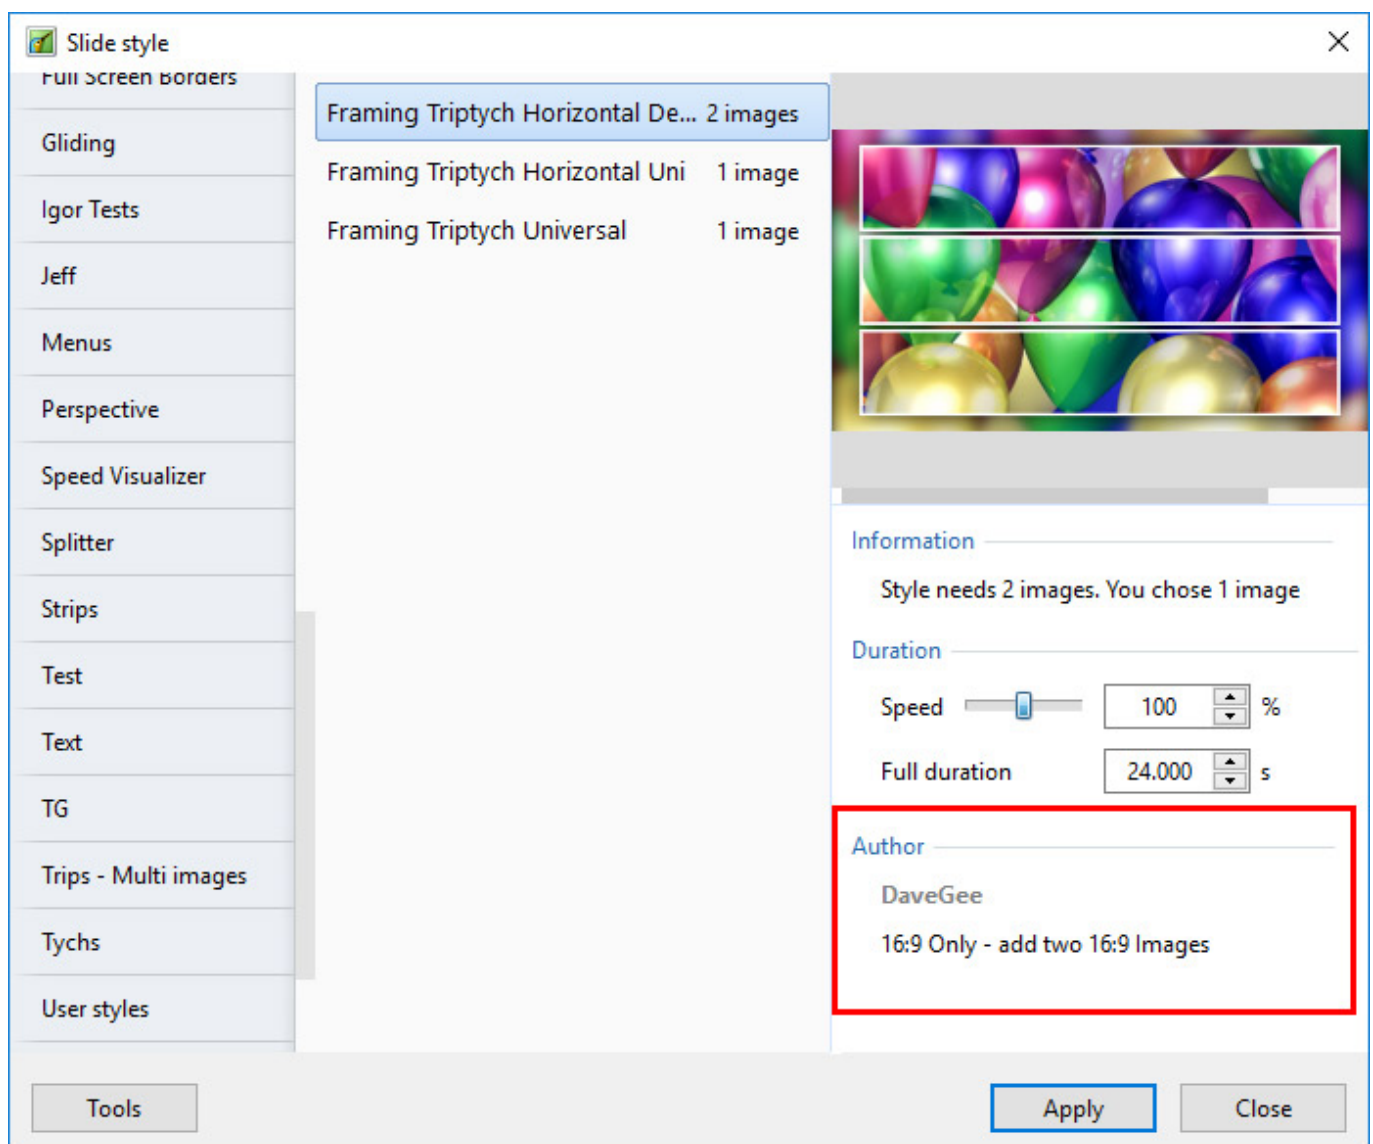 Slide style
Full Screen Borders
Gliding
Igor Tests
Jeff
Menus
Perspective
Speed Visualizer
Splitter
Strips
Test
Text
TG
Trips - Multi images
Tychs
User styles
Framing Triptych Horizontal De... 2 images
Framing Triptych Horizontal Uni 1 image
Framing Triptych Universal 1 image
Information
Style needs 2 images. You chose 1 image
Duration
Speed 100 %
Full duration 24.000 s
Author
DaveGee
16:9 Only - add two 16:9 Images
Tools
Apply
Close